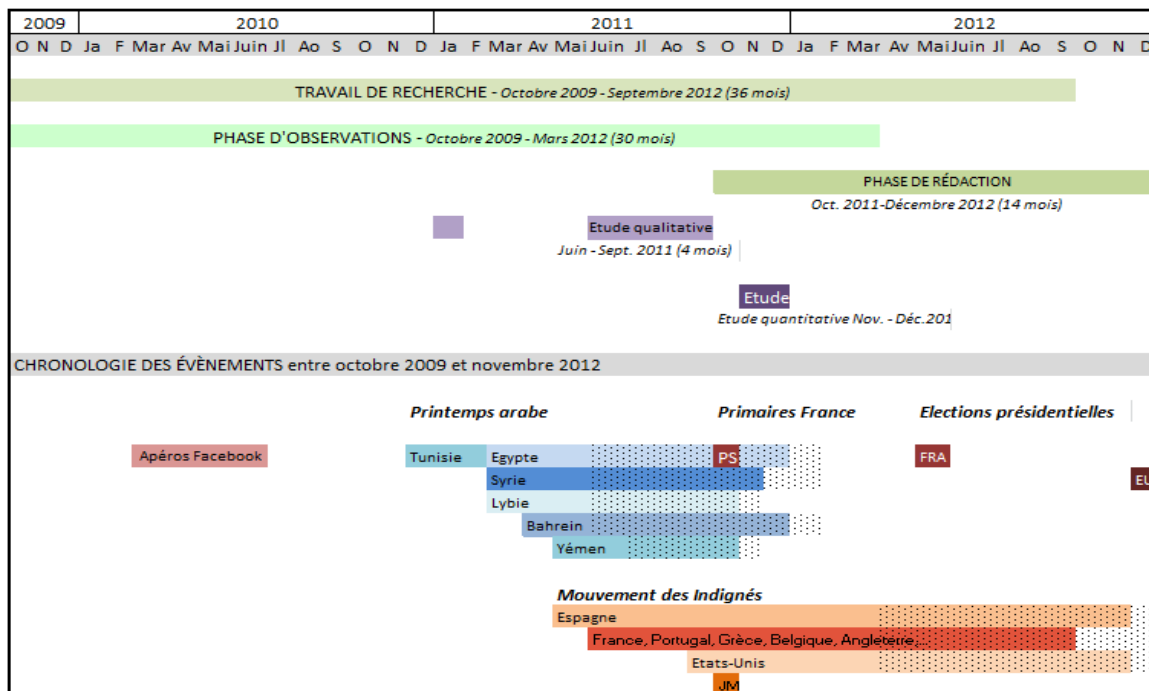 2009 2010 2011 2012
O N D Ja F Mar Av Mai Juin Jl Ao S O N D Ja F Mar Av Mai Juin Jl Ao S O N D Ja F Mar Av Mai Juin Jl Ao S O N D
TRAVAIL DE RECHERCHE - Octobre 2009 - Septembre 2012 (36 mois)
PHASE D'OBSERVATIONS - Octobre 2009 - Mars 2012 (30 mois)
PHASE DE RÉDACTION
Oct. 2011-Décembre 2012 (14 mois)
Etude qualitative
Juin - Sept. 2011 (4 mois)
Etude
Etude quantitative Nov. - Déc.201
CHRONOLOGIE DES ÉVÈNEMENTS entre octobre 2009 et novembre 2012
Printemps arabe Primaires France Elections présidentielles
Apéros Facebook Tunisie Egypte PS FRA
Syrie EU
Lybie
Bahrein
Yémen
Mouvement des Indignés
Espagne
France, Portugal, Grèce, Belgique, Angleterre,...
Etats-Unis
JM